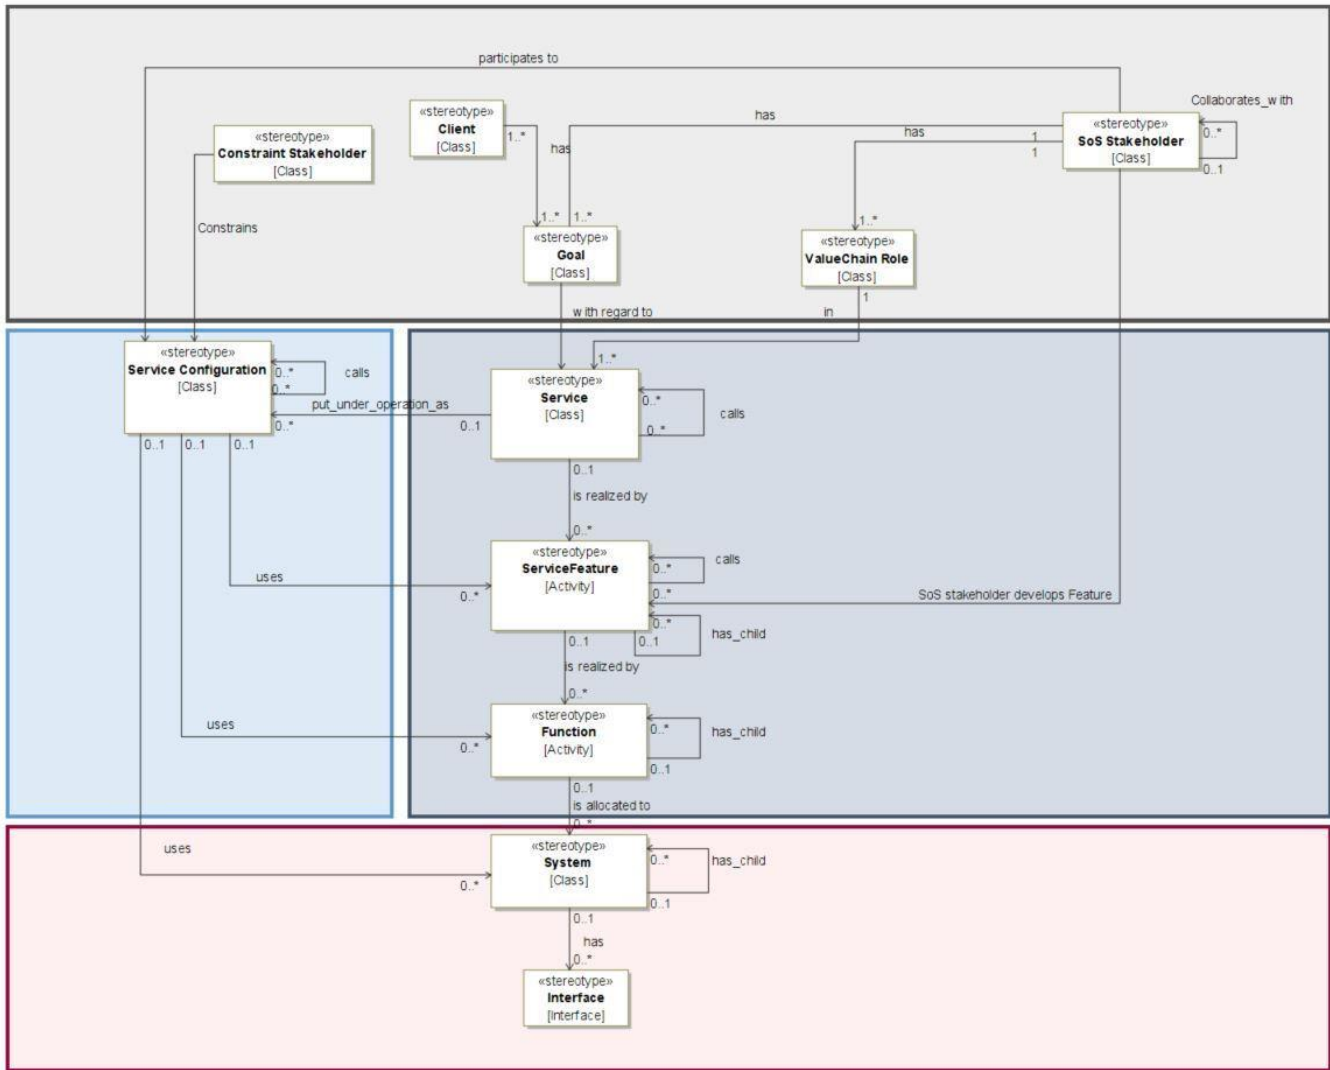 participates to
Collaborates_with
«stereotype»
Client
[Class]
1..*
has
has
has
1
1
«stereotype»
SoS Stakeholder
[Class]
0..*
0..1
«stereotype»
Constraint Stakeholder
[Class]
Constrains
1..*
1..*
1..*
«stereotype»
Goal
[Class]
«stereotype»
ValueChain Role
[Class]
1
with regard to
in
«stereotype»
Service Configuration
[Class]
0..*
0..*
calls
1..*
«stereotype»
Service
[Class]
0..*
0..*
calls
put_under_operation_as
0..*
0..1
0..1
0..1
0..1
0..1
is realized by
0..*
«stereotype»
ServiceFeature
[Activity]
0..*
0..*
calls
uses
0..*
SoS stakeholder develops Feature
0..*
0..1
has_child
0..1
is realized by
0..*
«stereotype»
Function
[Activity]
0..*
0..1
has_child
uses
0..*
0..1
is allocated to
0..*
«stereotype»
System
[Class]
0..*
0..1
has_child
uses
0..*
0..1
has
0..*
«stereotype»
Interface
[Interface]